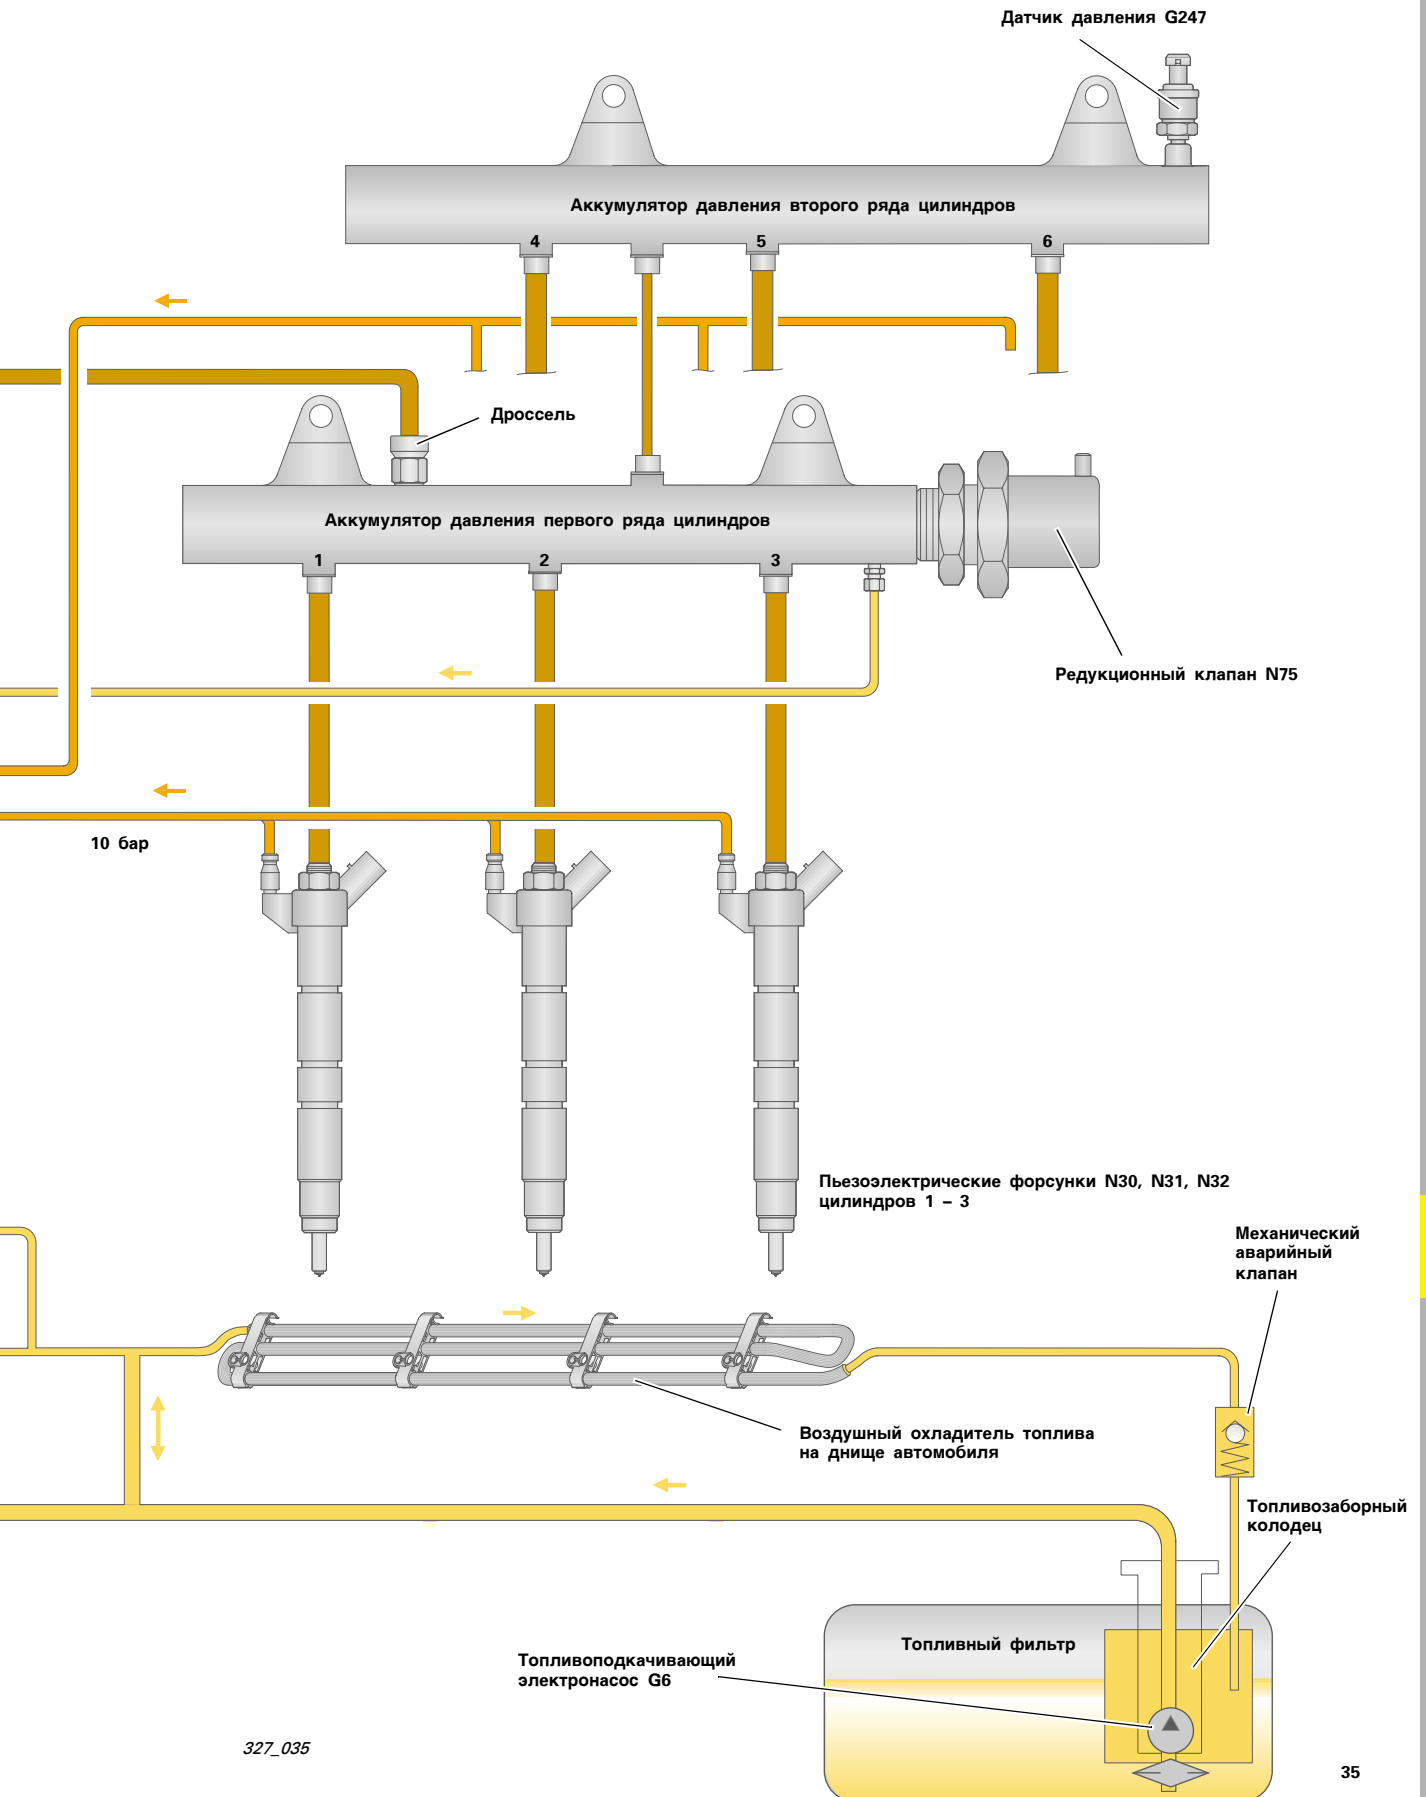 Датчик давления G247
Аккумулятор давления второго ряда цилиндров
4 5 6
Дроссель
Аккумулятор давления первого ряда цилиндров
1 2 3
Редукционный клапан N75
10 бар
Пьезоэлектрические форсунки N30, N31, N32
цилиндров 1 – 3
Механический
аварийный
клапан
Воздушный охладитель топлива
на днище автомобиля
Топливозаборный
колодец
Топливный фильтр
Топливоподкачивающий
электронасос G6
327_035
35